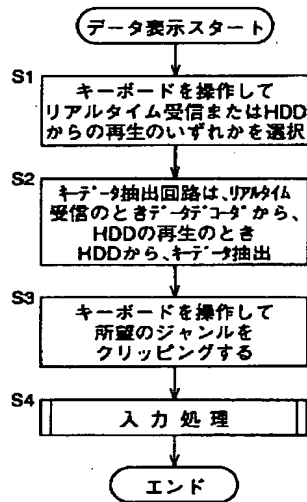 データ表示スタート
S1
キーボードを操作して
リアルタイム受信またはHDD
からの再生のいずれかを選択
S2
キーデータ抽出回路は、リアルタイム
受信のときデータデコーダから、
HDDの再生のとき
HDDから、キーデータ抽出
S3
キーボードを操作して
所望のジャンルを
クリッピングする
S4
入力処理
エンド